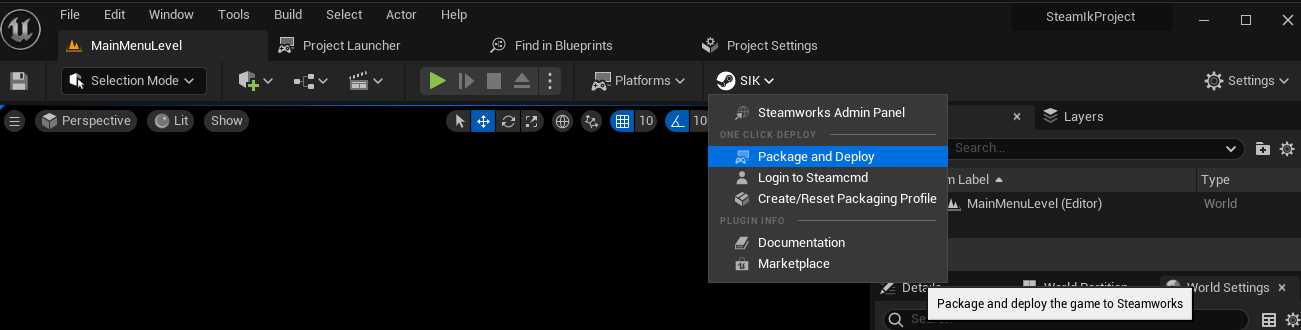 File Edit Window Tools Build Select Actor Help
SteamIkProject
MainMenuLevel
Project Launcher
Find in Blueprints
Project Settings
Selection Mode
Platforms
SIK
Settings
Perspective
Lit
Show
10
10
Steamworks Admin Panel
ONE CLICK DEPLOY
Package and Deploy
Login to Steamcmd
Create/Reset Packaging Profile
PLUGIN INFO
Documentation
Marketplace
Layers
Search...
m Label
Type
MainMenuLevel (Editor)
World
Details
World Partition
World Settings
Package and deploy the game to Steamworks